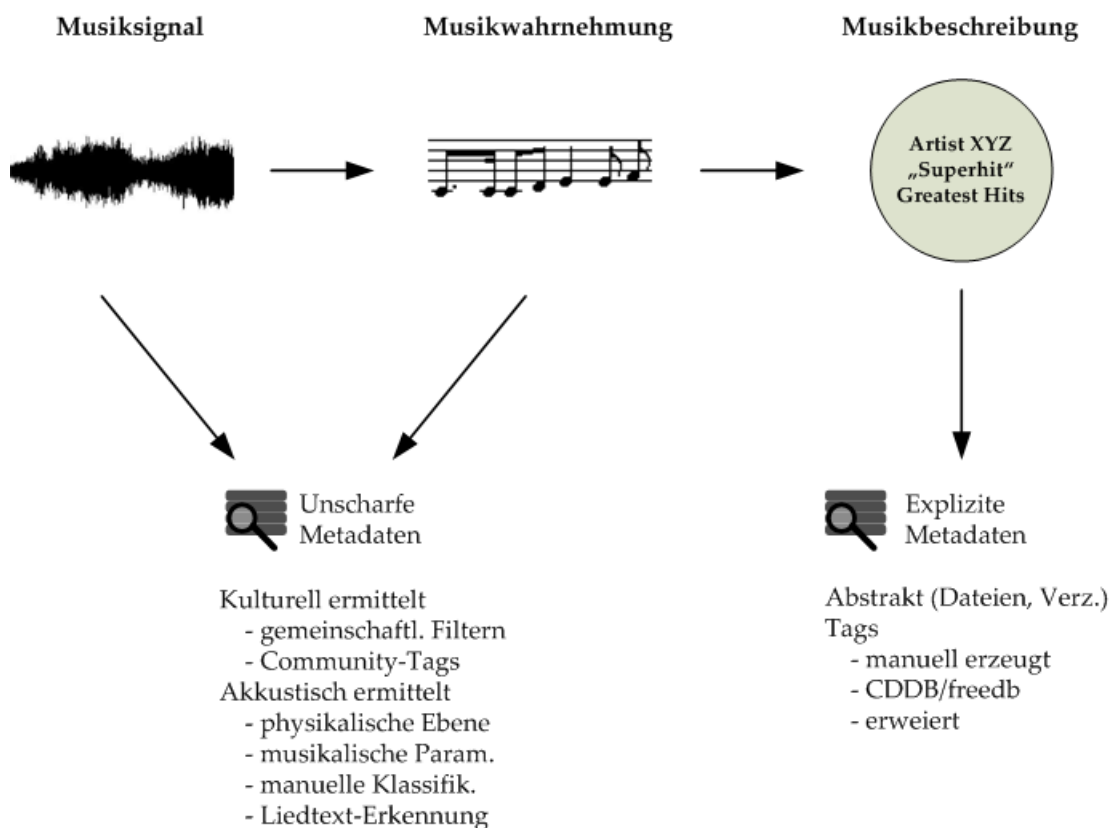 Musiksignal
Musikwahrnehmung
Musikbeschreibung
Artist XYZ
„Superhit“
Greatest Hits
Unscharfe
Metadaten
Explizite
Metadaten
Kulturell ermittelt
- gemeinschaftl. Filtern
- Community-Tags
Akkustisch ermittelt
- physikalische Ebene
- musikalische Param.
- manuelle Klassifik.
- Liedtext-Erkennung
Abstrakt (Dateien, Verz.)
Tags
- manuell erzeugt
- CDDB/freedb
- erweiert